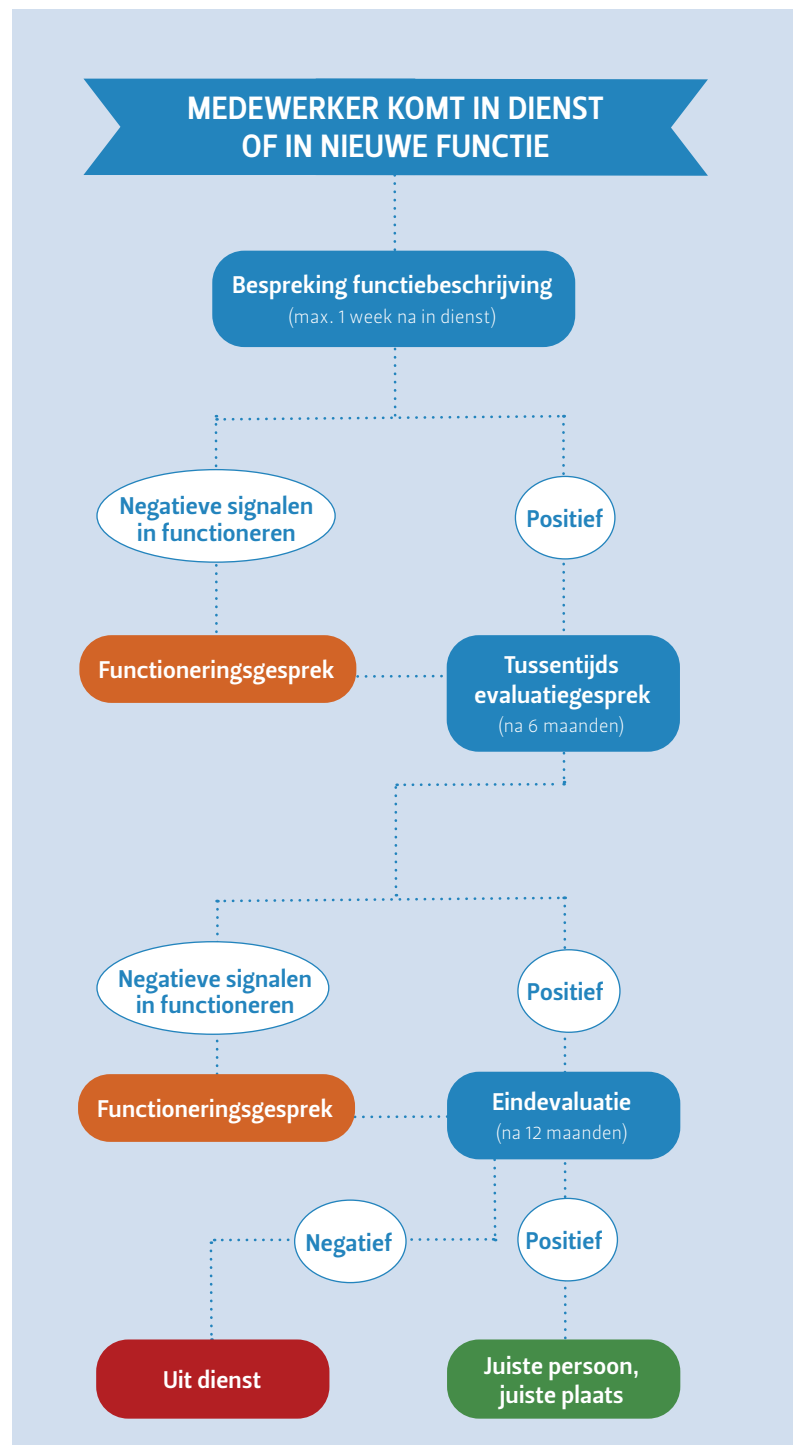 MEDEWERKER KOMT IN DIENST
OF IN NIEUWE FUNCTIE
Bespreking functiebeschrijving
(max. 1 week na in dienst)
Negatieve signalen
in functioneren
Positief
Functioneringsgesprek
Tussentijds
evaluatiegesprek
(na 6 maanden)
Negatieve signalen
in functioneren
Positief
Functioneringsgesprek
Eindevaluatie
(na 12 maanden)
Negatief
Positief
Uit dienst
Juiste persoon,
juiste plaats